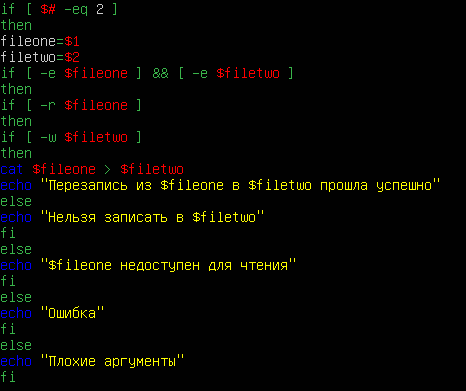 if [ $# -eq 2 ]
then
fileone=$1
filetwo=$2
if [ -e $fileone ] && [ -e $filetwo ]
then
if [ -r $fileone ]
then
if [ -w $filetwo ]
then
cat $fileone > $filetwo
echo "Перезапись из $fileone в $filetwo прошла успешно"
else
echo "Нельзя записать в $filetwo"
fi
else
echo "$fileone недоступен для чтения"
fi
else
echo "Ошибка"
fi
else
echo "Плохие аргументы"
fi